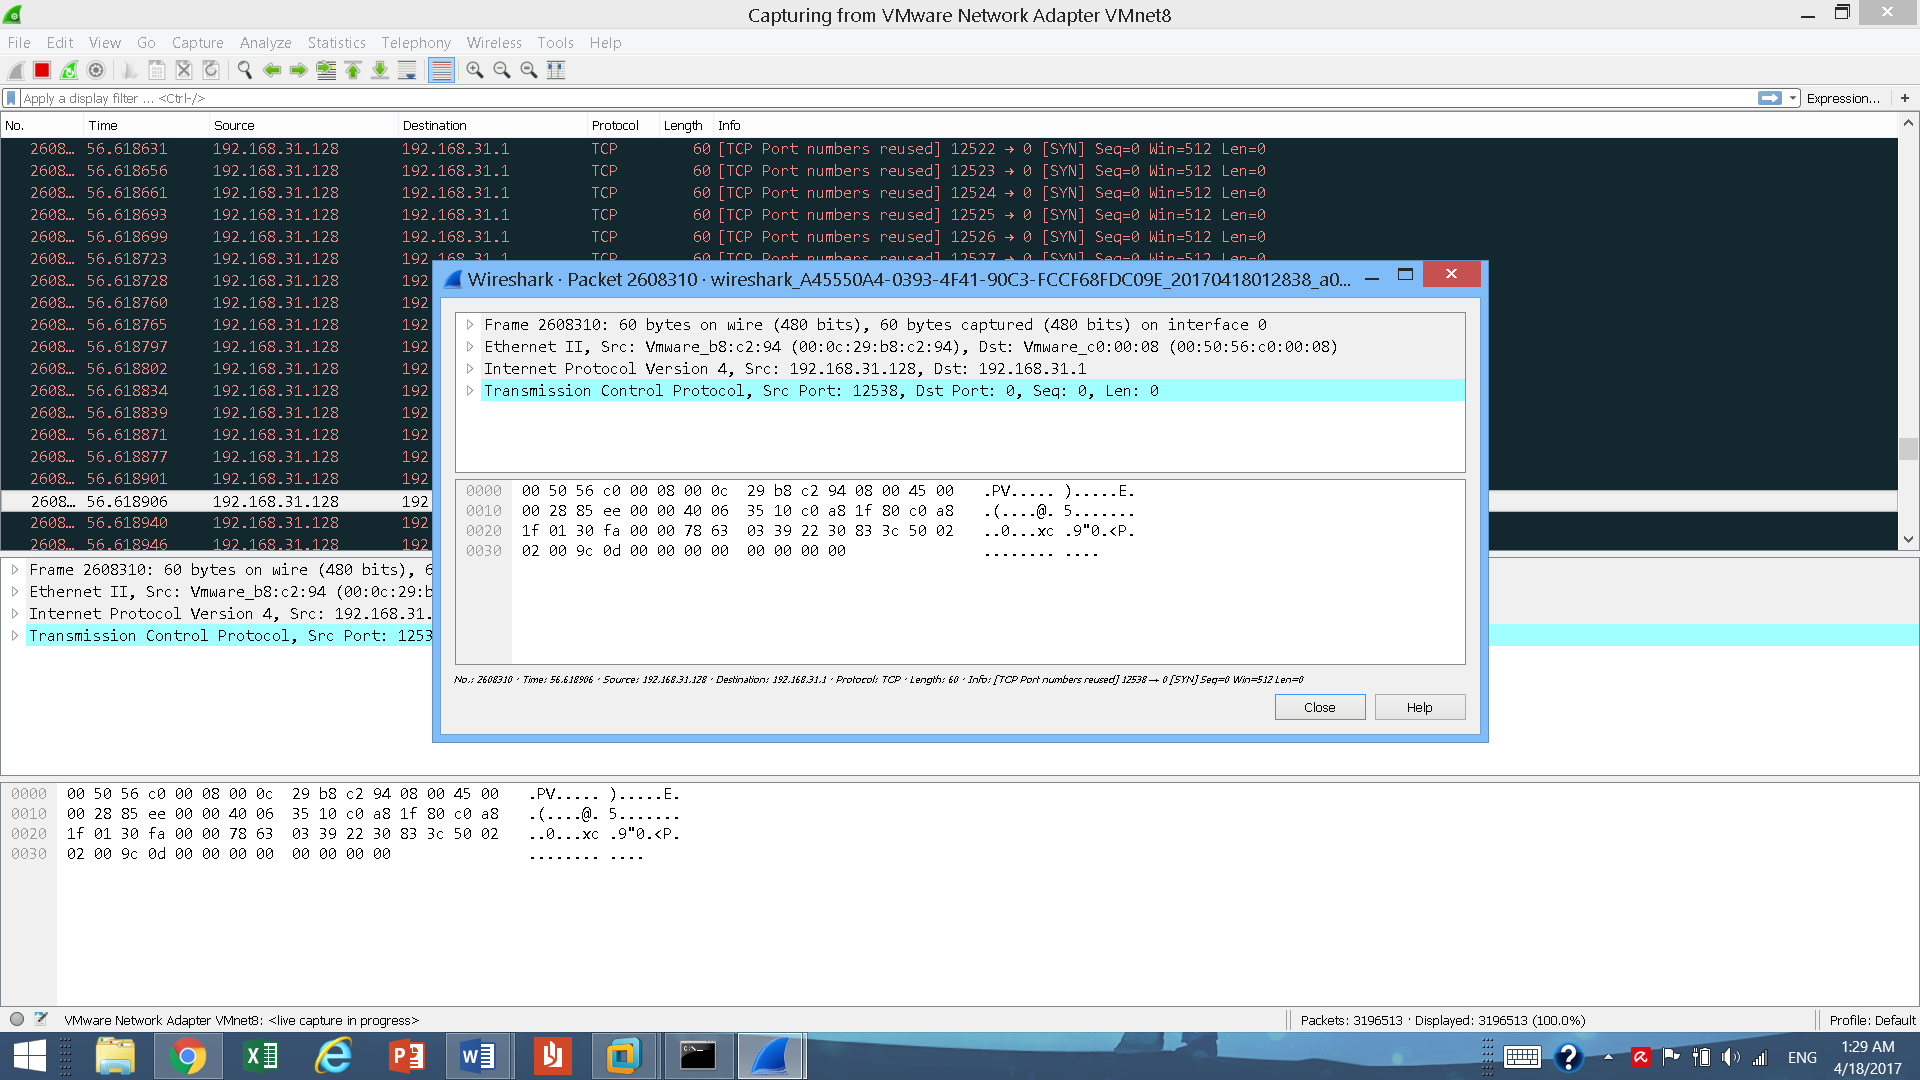 Capturing from VMware Network Adapter VMnet8
File Edit View Go Capture Analyze Statistics Telephony Wireless Tools Help
Apply a display filter ... <Ctrl-/> Expression... +
No. Time Source Destination Protocol Length Info
2608... 56.618631 192.168.31.128 192.168.31.1 TCP 60 [TCP Port numbers reused] 12522 → 0 [SYN] Seq=0 Win=512 Len=0
2608... 56.618656 192.168.31.128 192.168.31.1 TCP 60 [TCP Port numbers reused] 12523 → 0 [SYN] Seq=0 Win=512 Len=0
2608... 56.618661 192.168.31.128 192.168.31.1 TCP 60 [TCP Port numbers reused] 12524 → 0 [SYN] Seq=0 Win=512 Len=0
2608... 56.618693 192.168.31.128 192.168.31.1 TCP 60 [TCP Port numbers reused] 12525 → 0 [SYN] Seq=0 Win=512 Len=0
2608... 56.618699 192.168.31.128 192.168.31.1 TCP 60 [TCP Port numbers reused] 12526 → 0 [SYN] Seq=0 Win=512 Len=0
2608... 56.618723 192.168.31.128 192.168.31.1 TCP 60 [TCP Port numbers reused] 12527 → 0 [SYN] Seq=0 Win=512 Len=0
2608... 56.618728 192.168.31.128 192
2608... 56.618760 192.168.31.128 192
2608... 56.618765 192.168.31.128 192
2608... 56.618797 192.168.31.128 192
2608... 56.618802 192.168.31.128 192
2608... 56.618834 192.168.31.128 192
2608... 56.618839 192.168.31.128 192
2608... 56.618871 192.168.31.128 192
2608... 56.618877 192.168.31.128 192
2608... 56.618901 192.168.31.128 192
2608... 56.618906 192.168.31.128 192
2608... 56.618940 192.168.31.128 192
2608... 56.618946 192.168.31.128 192
Wireshark · Packet 2608310 · wireshark_A45550A4-0393-4F41-90C3-FCCF68FDC09E_20170418012838_a0...
Frame 2608310: 60 bytes on wire (480 bits), 60 bytes captured (480 bits) on interface 0
Ethernet II, Src: Vmware_b8:c2:94 (00:0c:29:b8:c2:94), Dst: Vmware_c0:00:08 (00:50:56:c0:00:08)
Internet Protocol Version 4, Src: 192.168.31.128, Dst: 192.168.31.1
Transmission Control Protocol, Src Port: 12538, Dst Port: 0, Seq: 0, Len: 0
0000 00 50 56 c0 00 08 00 0c 29 b8 c2 94 08 00 45 00 .PV..... ).....E.
0010 00 28 85 ee 00 00 40 06 35 10 c0 a8 1f 80 c0 a8 .(....@. 5.......
0020 1f 01 30 fa 00 00 78 63 03 39 22 30 83 3c 50 02 ..0...xc .9"0.<P.
0030 02 00 9c 0d 00 00 00 00 00 00 00 00 ........ ....
No.: 2608310 · Time: 56.618906 · Source: 192.168.31.128 · Destination: 192.168.31.1 · Protocol: TCP · Length: 60 · Info: [TCP Port numbers reused] 12538 → 0 [SYN] Seq=0 Win=512 Len=0
Close Help
Frame 2608310: 60 bytes on wire (480 bits), 6
Ethernet II, Src: Vmware_b8:c2:94 (00:0c:29:b
Internet Protocol Version 4, Src: 192.168.31.
Transmission Control Protocol, Src Port: 1253
0000 00 50 56 c0 00 08 00 0c 29 b8 c2 94 08 00 45 00 .PV..... ).....E.
0010 00 28 85 ee 00 00 40 06 35 10 c0 a8 1f 80 c0 a8 .(....@. 5.......
0020 1f 01 30 fa 00 00 78 63 03 39 22 30 83 3c 50 02 ..0...xc .9"0.<P.
0030 02 00 9c 0d 00 00 00 00 00 00 00 00 ........ ....
VMware Network Adapter VMnet8: <live capture in progress> Packets: 3196513 · Displayed: 3196513 (100.0%) Profile: Default
ENG 1:29 AM
4/18/2017